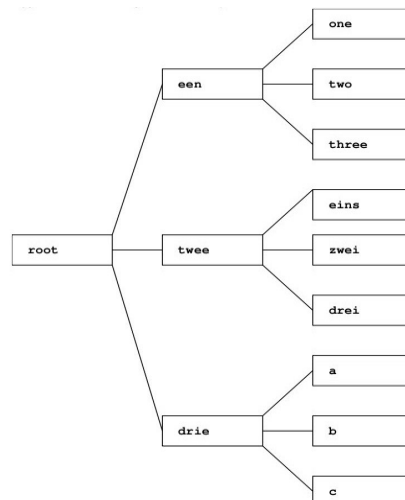 one
een
two
three
eins
root
twee
zwei
drei
a
drie
b
c